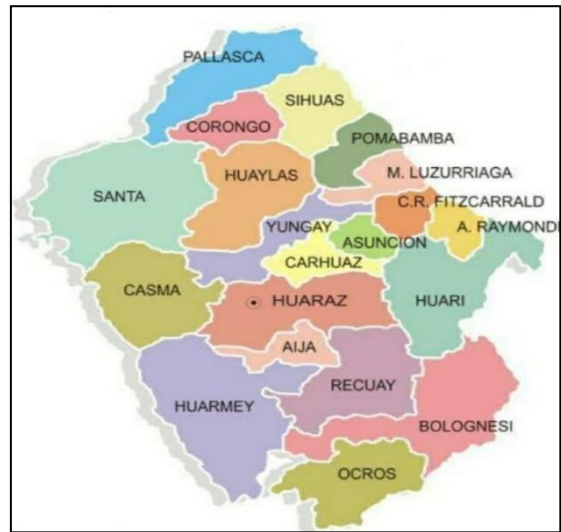 PALLASCA
SIHUAS
CORONGO
POMABAMBA
M. LUZURRIAGA
HUAYLAS
SANTA
C.R. FITZCARRALD
YUNGAY
A. RAYMONDI
ASUNCION
CARHUAZ
CASMA
HUARAZ
HUARI
AIJA
RECUAY
HUARMEY
BOLOGNESI
OCROS